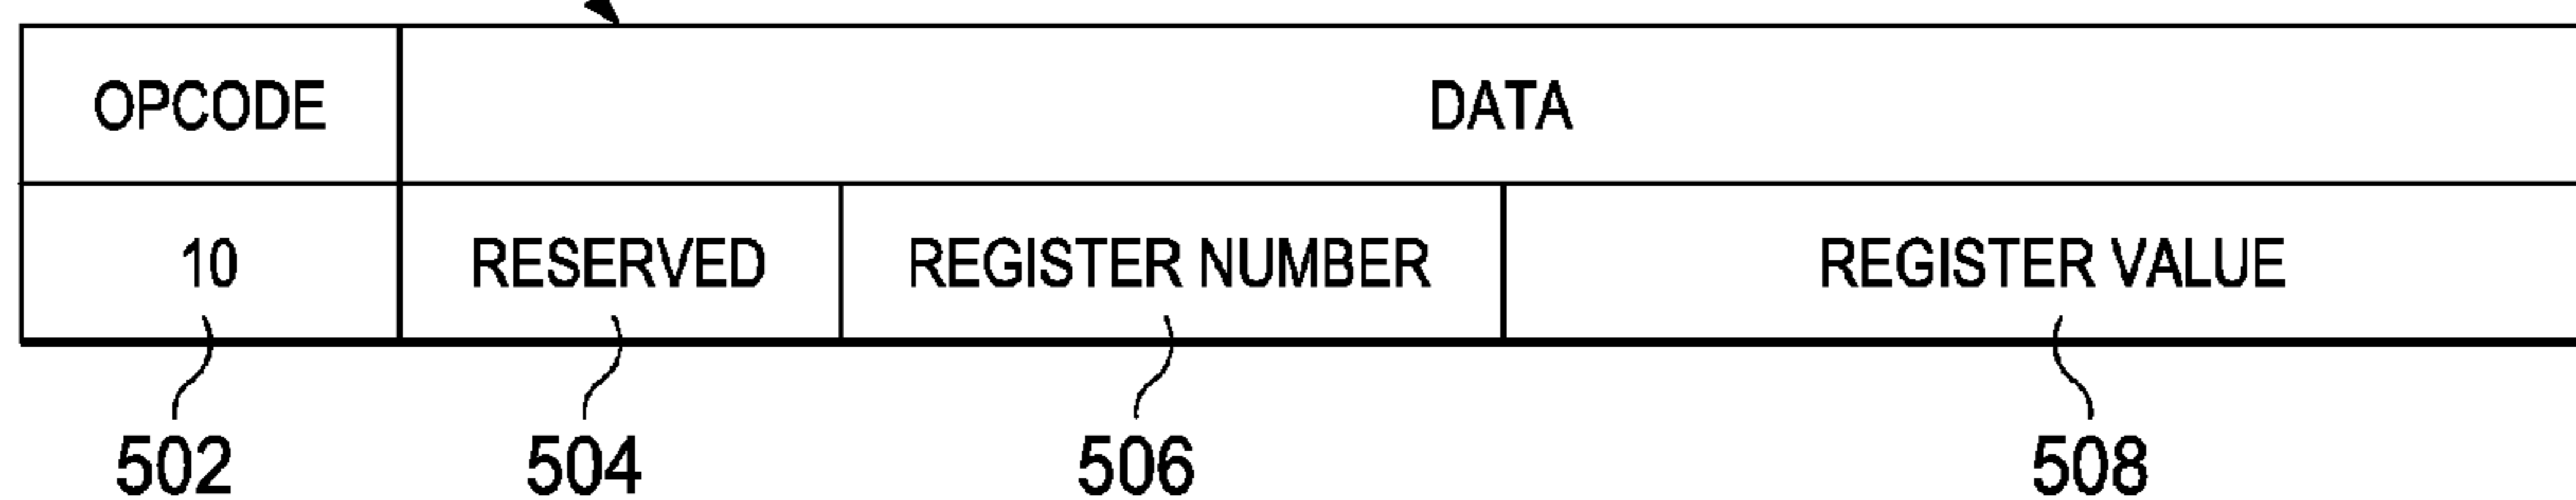 OPCODE DATA
10 RESERVED REGISTER NUMBER REGISTER VALUE
502 504 506 508